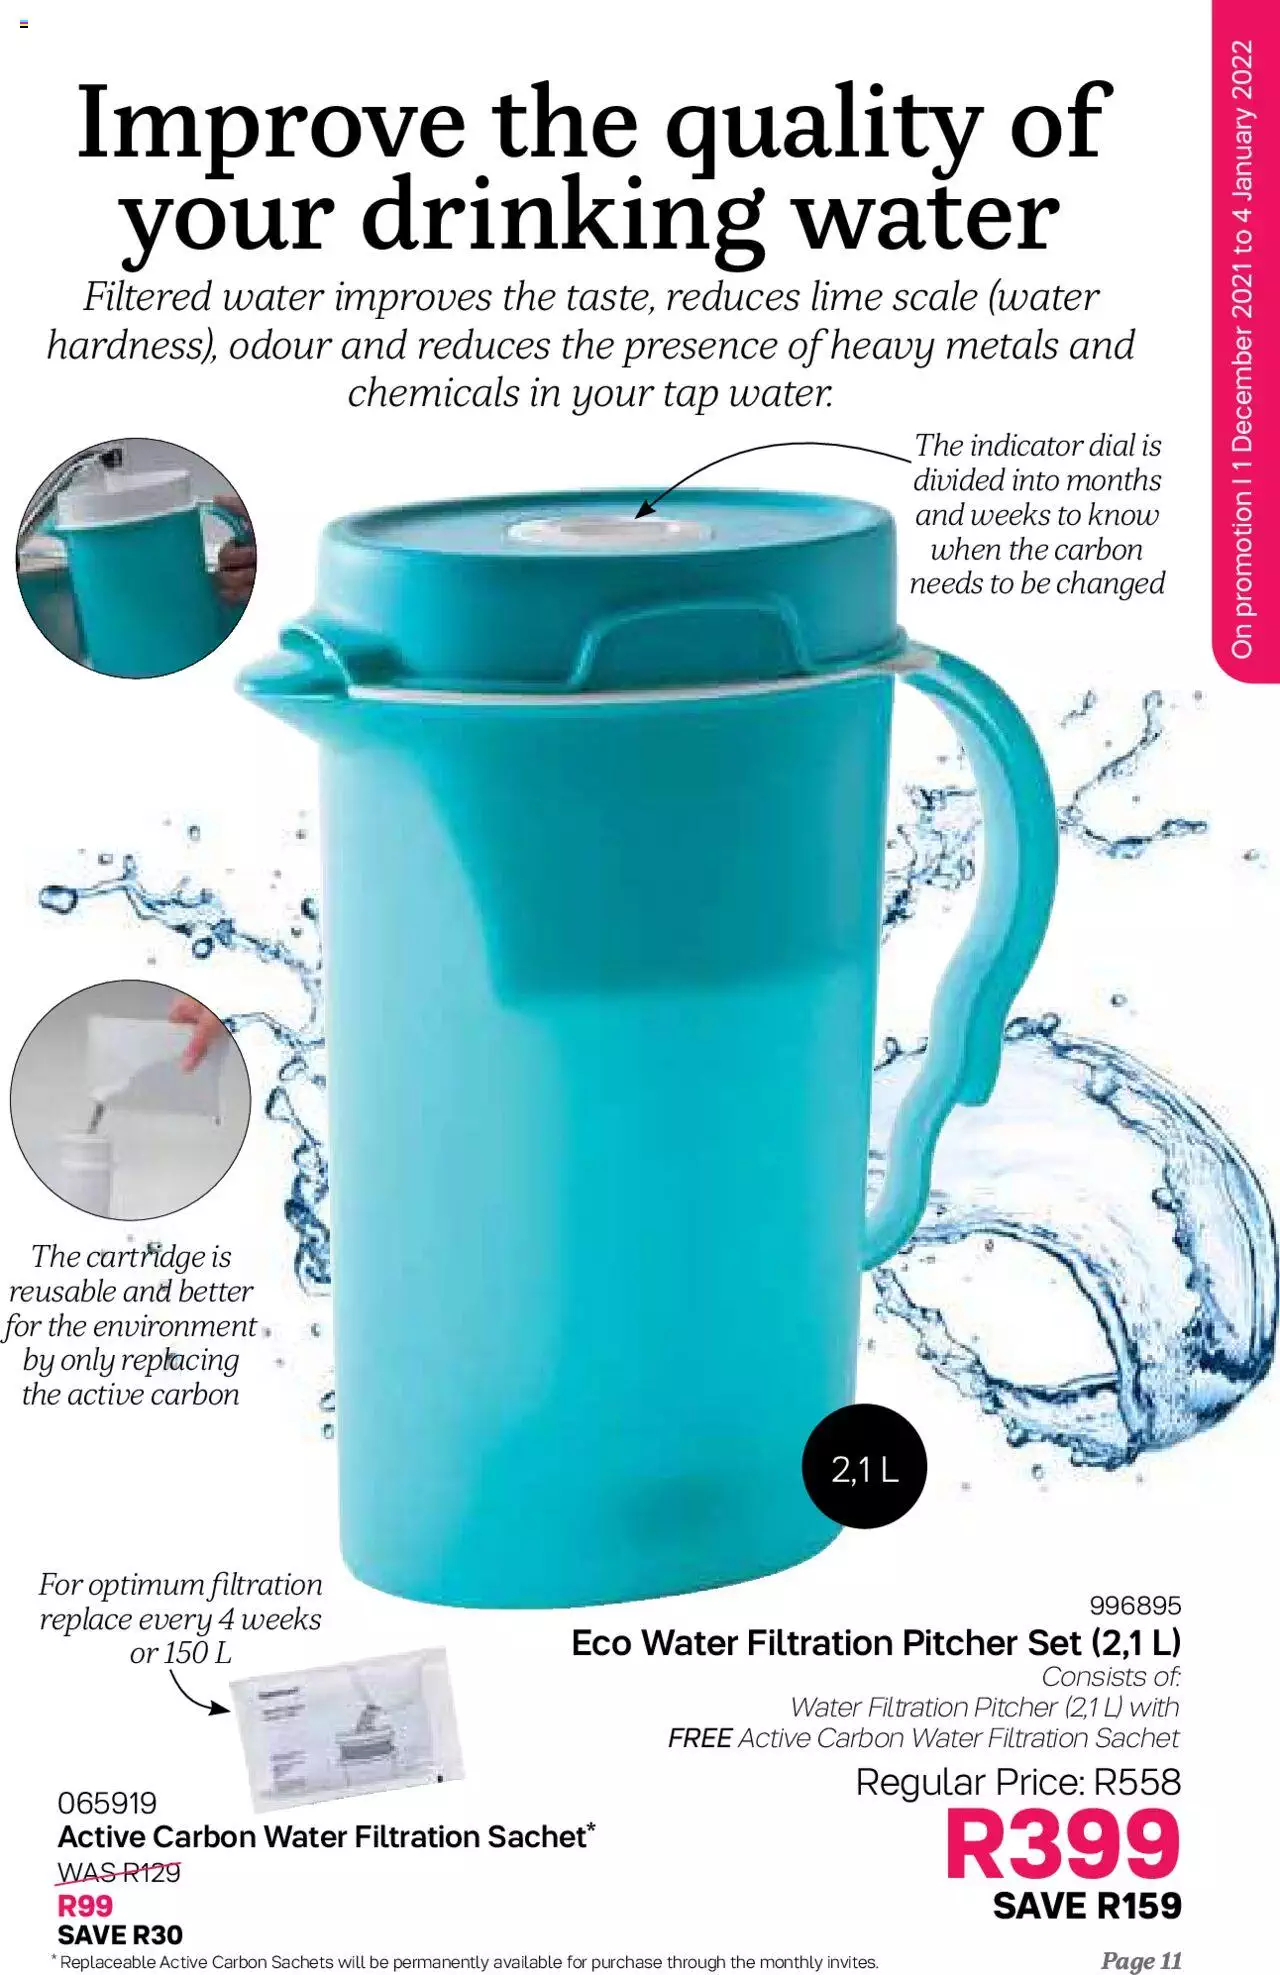 Improve the quality of
your drinking water
Filtered water improves the taste, reduces lime scale (water
hardness), odour and reduces the presence of heavy metals and
chemicals in your tap water.
On promotion I 1 December 2021 to 4 January 2022
The indicator dial is
divided into months
and weeks to know
when the carbon
needs to be changed
The cartridge is
reusable and better
for the environment
by only replacing
the active carbon
2,1 L
For optimum filtration
replace every 4 weeks
or 150 L
996895
Eco Water Filtration Pitcher Set (2,1 L)
Consists of:
Water Filtration Pitcher (2,1 L) with
FREE Active Carbon Water Filtration Sachet
Regular Price: R558
R399
SAVE R159
065919
Active Carbon Water Filtration Sachet*
WAS R129
R99
SAVE R30
* Replaceable Active Carbon Sachets will be permanently available for purchase through the monthly invites.
Page 11